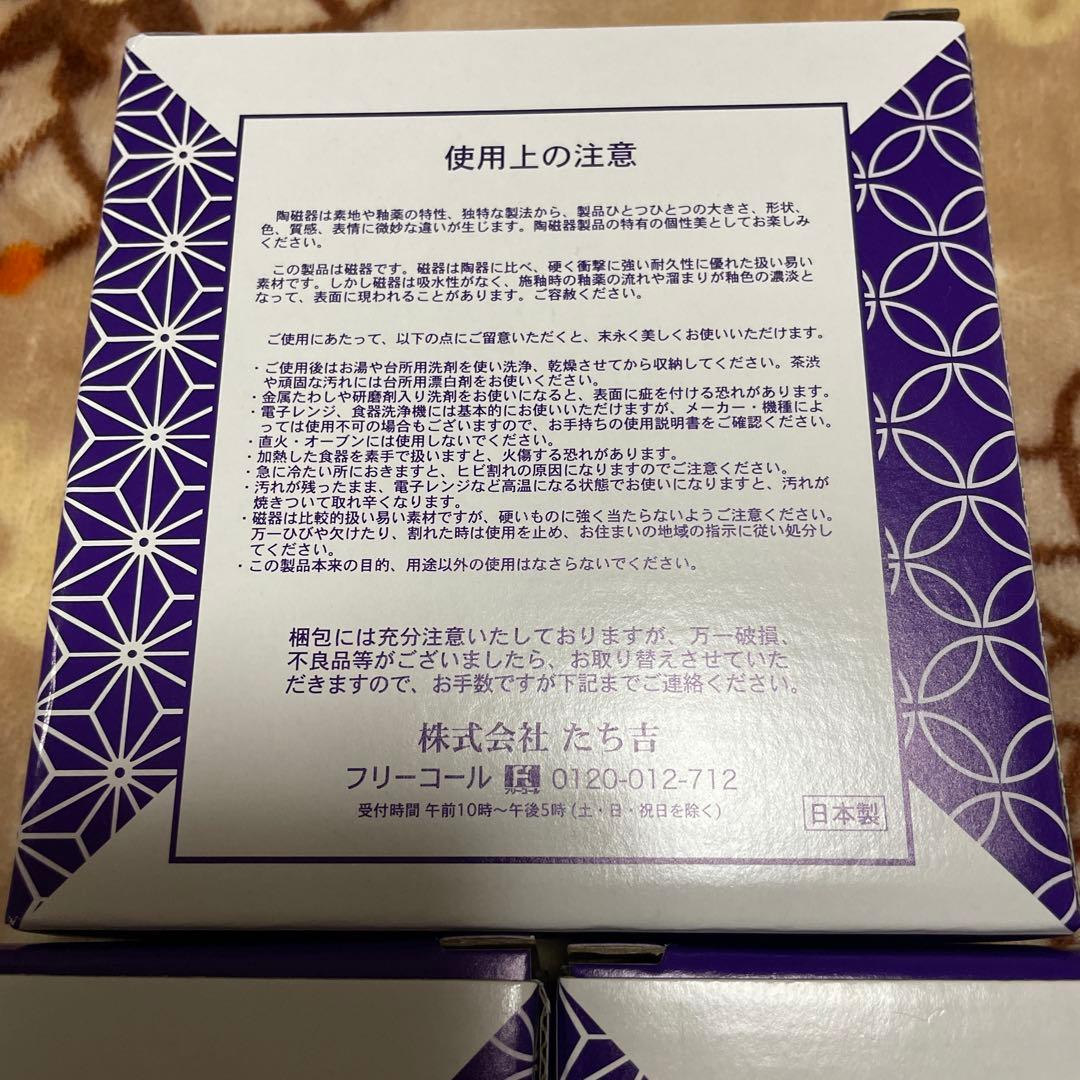 使用上の注意
陶磁器は素地や釉薬の特性、独特な製法から、製品ひとつひとつの大きさ、形状、
色、質感、表情に微妙な違いが生じます。陶磁器製品の特有の個性美としてお楽しみ
ください。
この製品は磁器です。磁器は陶器に比べ、硬く衝撃に強い耐久性に優れた扱い易い
素材です。しかし磁器は吸水性がなく、施釉時の釉薬の流れや溜まりが釉色の濃淡と
なって、表面に現われることがあります。ご容赦ください。
ご使用にあたって、以下の点にご留意いただくと、末永く美しくお使いいただけます。
・ご使用後はお湯や台所用洗剤を使い洗浄、乾燥させてから収納してください。茶渋
や頑固な汚れには台所用漂白剤をお使いください。
・金属たわしや研磨剤入り洗剤をお使いになると、表面に疵を付ける恐れがあります。
・電子レンジ、食器洗浄機には基本的にお使いいただけますが、メーカー・機種によ
っては使用不可の場合もございますので、お手持ちの使用説明書をご確認ください。
・直火・オーブンには使用しないでください。
・加熱した食器を素手で扱いますと、火傷する恐れがあります。
・急に冷たい所におきますと、ヒビ割れの原因になりますのでご注意ください。
・汚れが残ったまま、電子レンジなど高温になる状態でお使いになりますと、汚れが
焼きついて取れ辛くなります。
・磁器は比較的扱い易い素材ですが、硬いものに強く当たらないようご注意ください。
万一ひびや欠けたり、割れた時は使用を止め、お住まいの地域の指示に従い処分し
てください。
・この製品本来の目的、用途以外の使用はなさらないでください。
梱包には充分注意いたしておりますが、万一破損、
不良品等がございましたら、お取り替えさせていた
だきますので、お手数ですが下記までご連絡ください。
株式会社 たち吉
フリーコール フリーコール 0120-012-712
受付時間 午前10時～午後5時 (土・日・祝日を除く)
日本製